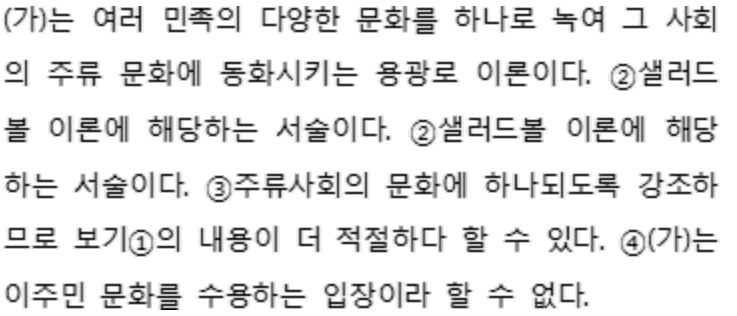 (가)는 여러 민족의 다양한 문화를 하나로 녹여 그 사회
의 주류 문화에 동화시키는 용광로 이론이다. ②샐러드
볼 이론에 해당하는 서술이다. ②샐러드볼 이론에 해당
하는 서술이다. ③주류사회의 문화에 하나되도록 강조하
므로 보기①의 내용이 더 적절하다 할 수 있다. ④(가)는
이주민 문화를 수용하는 입장이라 할 수 없다.